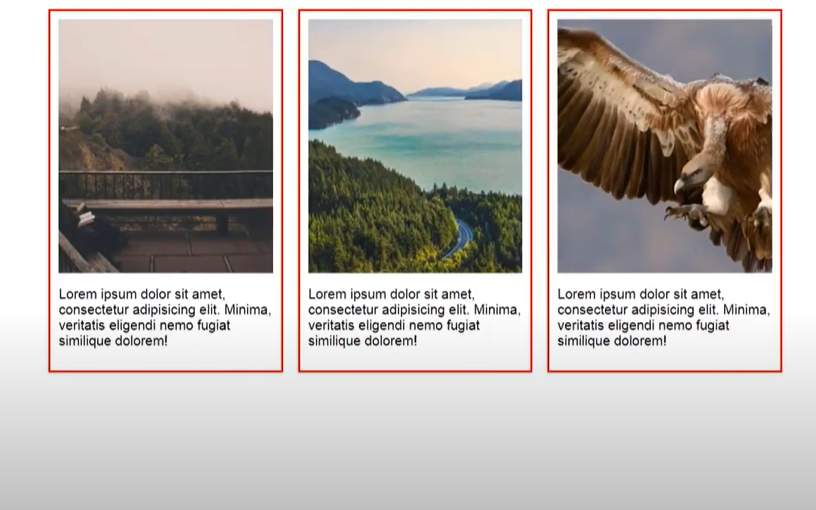 Lorem ipsum dolor sit amet,
consectetur adipisicing elit. Minima,
veritatis eligendi nemo fugiat
similique dolorem!
Lorem ipsum dolor sit amet,
consectetur adipisicing elit. Minima,
veritatis eligendi nemo fugiat
similique dolorem!
Lorem ipsum dolor sit amet,
consectetur adipisicing elit. Minima,
veritatis eligendi nemo fugiat
similique dolorem!